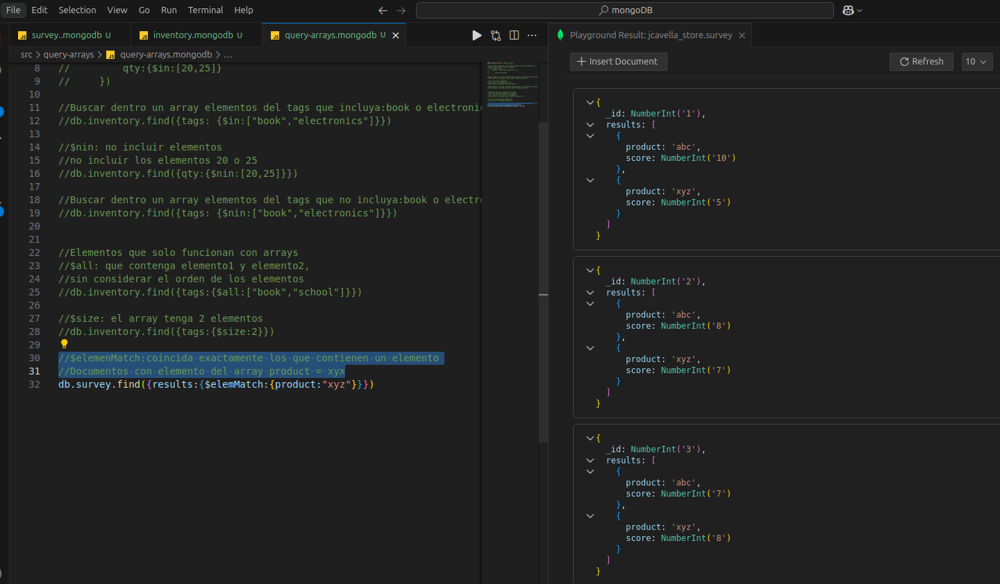 File Edit Selection View Go Run Terminal Help
mongoDB
survey..mongodb U
inventory.mongodb U
query-arrays.mongodb U
Playground Result: jcavella_store.survey
src > query-arrays > query-arrays.mongodb > ...
8 // qty:{$in:[20,25]}
9 // })
10
11 //Buscar dentro un array elementos del tags que incluya:book o electronic
12 //db.inventory.find({tags: {$in:["book","electronics"]}})
13
14 //$nin: no incluir elementos
15 //no incluir los elementos 20 o 25
16 //db.inventory.find({qty:{$nin:[20,25]}})
17
18 //Buscar dentro un array elementos del tags que no incluya:book o electro
19 //db.inventory.find({tags: {$nin:["book","electronics"]}})
20
21
22 //Elementos que solo funcionan con arrays
23 //$all: que contenga elemento1 y elemento2,
24 //sin considerar el orden de los elementos
25 //db.inventory.find({tags:{$all:["book","school"]}})
26
27 //$size: el array tenga 2 elementos
28 //db.inventory.find({tags:{$size:2}})
29
30 //$elemenMatch:coincida exactamente los que contienen un elemento
31 //Documentos con elemento del array product = xyx
32 db.survey.find({results:{$elemMatch:{product:"xyz"}}})
Insert Document
Refresh
10
{
_id: NumberInt('1'),
results: [
{
product: 'abc',
score: NumberInt('10')
},
{
product: 'xyz',
score: NumberInt('5')
}
]
}
{
_id: NumberInt('2'),
results: [
{
product: 'abc',
score: NumberInt('8')
},
{
product: 'xyz',
score: NumberInt('7')
}
]
}
{
_id: NumberInt('3'),
results: [
{
product: 'abc',
score: NumberInt('7')
},
{
product: 'xyz',
score: NumberInt('8')
}
]
}